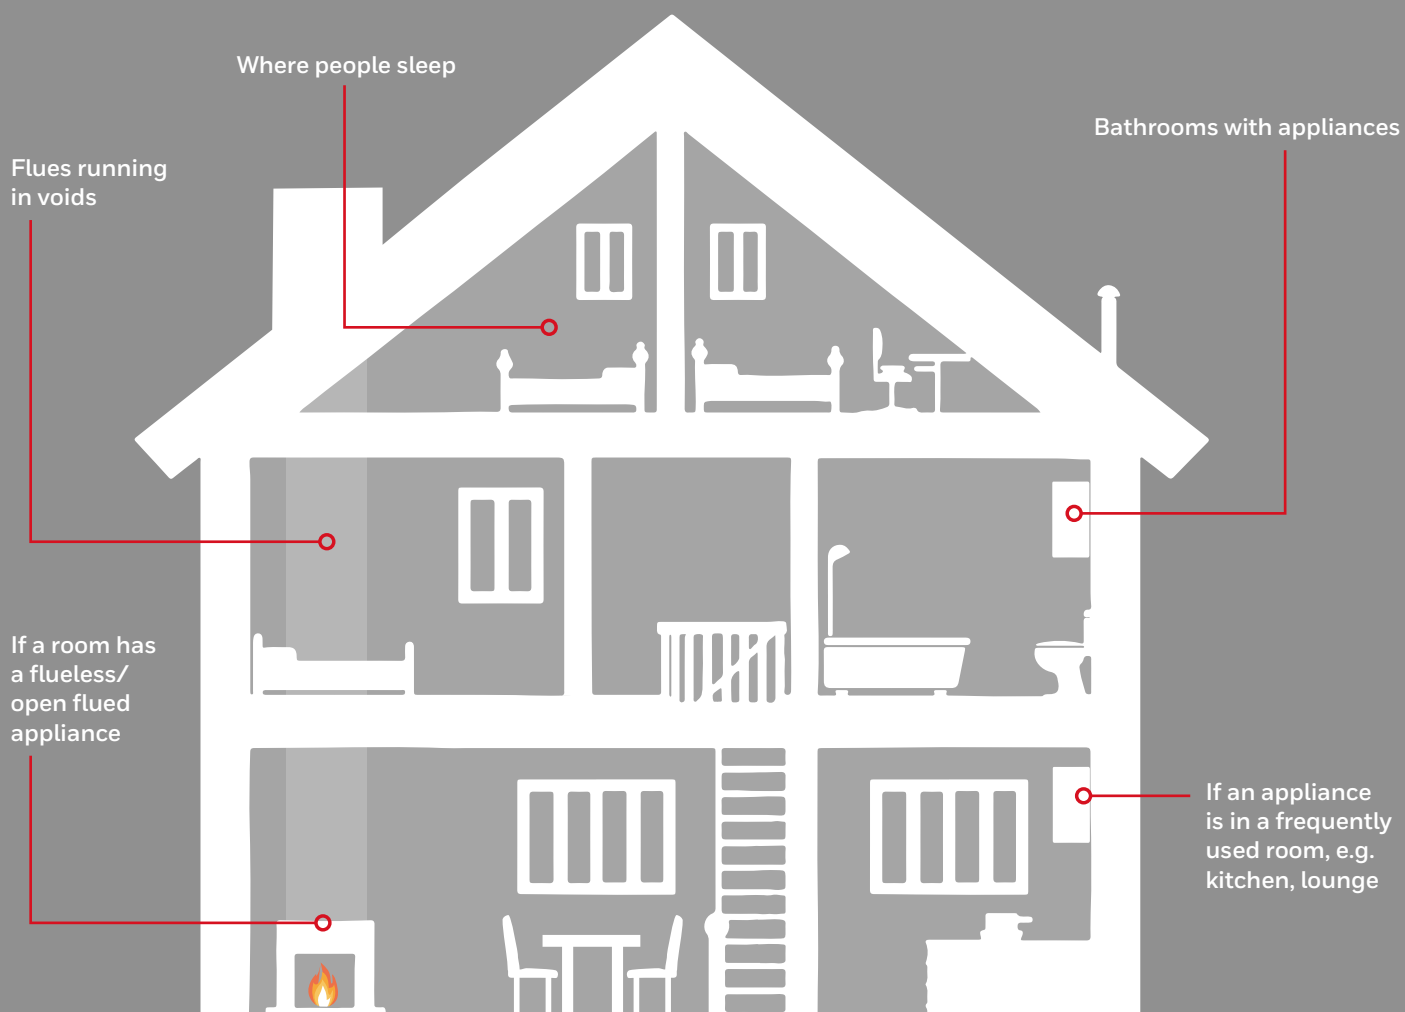 Where people sleep
Bathrooms with appliances
Flues running
in voids
If a room has
a flueless/
open flued
appliance
If an appliance
is in a frequently
used room, e.g.
kitchen, lounge